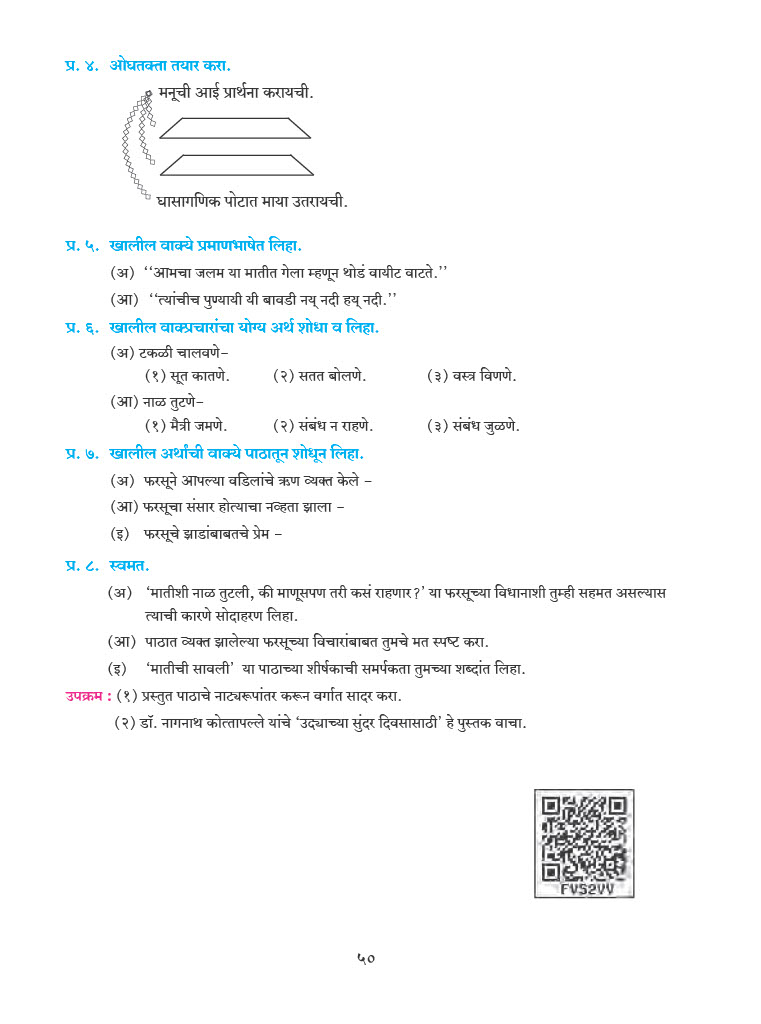 प्र. ४. ओघतक्ता तयार करा.
मनूची आई प्रार्थना करायची.
घासागणिक पोटात माया उतरायची.
प्र. ५. खालील वाक्ये प्रमाणभाषेत लिहा.
(अ) ‘‘आमचा जलम या मातीत गेला म्हणून थोडं वायीट वाटते.’’
(आ) ‘‘त्यांचीच पुण्यायी यी बावडी नय् नदी हय् नदी.’’
प्र. ६. खालील वाक्प्रचारांचा योग्य अर्थ शोधा व लिहा.
(अ) टकळी चालवणे–
(१) सूत कातणे. (२) सतत बोलणे. (३) वस्त्र विणणे.
(आ) नाळ तुटणे–
(१) मैत्री जमणे. (२) संबंध न राहणे. (३) संबंध जुळणे.
प्र. ७. खालील अर्थांची वाक्ये पाठातून शोधून लिहा.
(अ) फरसूने आपल्या वडिलांचे ऋण व्यक्त केले –
(आ) फरसूचा संसार होत्याचा नव्हता झाला –
(इ) फरसूचे झाडांबाबतचे प्रेम –
प्र. ८. स्वमत.
(अ) ‘मातीशी नाळ तुटली, की माणूसपण तरी कसं राहणार?’ या फरसूच्या विधानाशी तुम्ही सहमत असल्यास
त्याची कारणे सोदाहरण लिहा.
(आ) पाठात व्यक्त झालेल्या फरसूच्या विचारांबाबत तुमचे मत स्पष्ट करा.
(इ) ‘मातीची सावली’ या पाठाच्या शीर्षकाची समर्पकता तुमच्या शब्दांत लिहा.
उपक्रम : (१) प्रस्तुत पाठाचे नाट्यरूपांतर करून वर्गात सादर करा.
(२) डॉ. नागनाथ कोत्तापल्ले यांचे ‘उद्याच्या सुंदर दिवसासाठी’ हे पुस्तक वाचा.
FVS2VV
५०